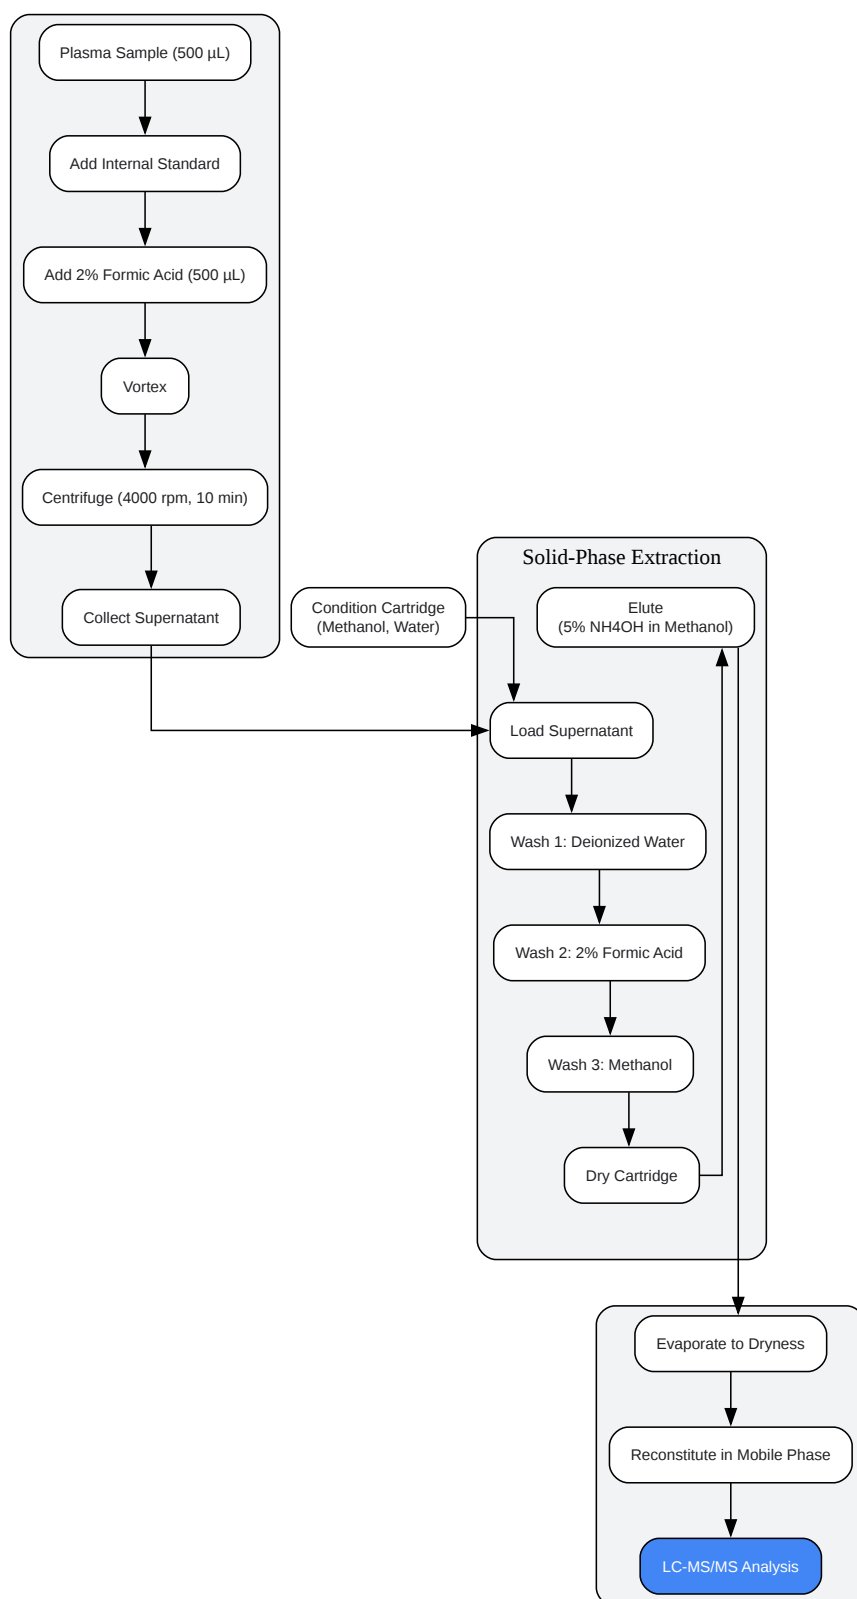 Plasma Sample (500 µL)
Add Internal Standard
Add 2% Formic Acid (500 µL)
Vortex
Centrifuge (4000 rpm, 10 min)
Collect Supernatant
Condition Cartridge
(Methanol, Water)
Solid-Phase Extraction
Elute
(5% NH4OH in Methanol)
Load Supernatant
Wash 1: Deionized Water
Wash 2: 2% Formic Acid
Wash 3: Methanol
Dry Cartridge
Evaporate to Dryness
Reconstitute in Mobile Phase
LC-MS/MS Analysis